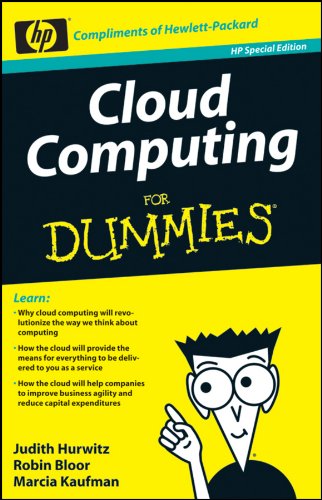 hp
Compliments of Hewlett-Packard
HP Special Edition
Cloud
Computing
FOR
DUMMIES®
Learn:
• Why cloud computing will revo-
lutionize the way we think about
computing
• How the cloud will provide the
means for everything to be deliv-
ered to you as a service
• How the cloud will help companies
to improve business agility and
reduce capital expenditures
Judith Hurwitz
Robin Bloor
Marcia Kaufman